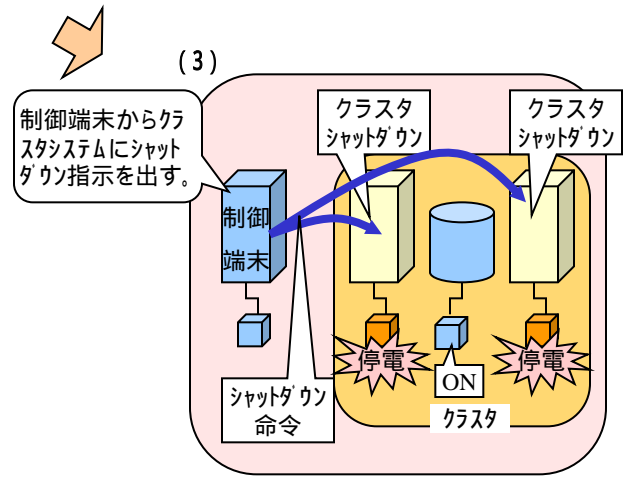 (3)
制御端末からｸﾗ
ｽﾀｼｽﾃﾑにｼｬｯﾄ
ﾀﾞｳﾝ指示を出す。
クラスタ
ｼｬｯﾄﾀﾞｳﾝ
クラスタ
ｼｬｯﾄﾀﾞｳﾝ
制御
端末
停電
停電
ON
ｼｬｯﾄﾀﾞｳﾝ
命令
ｸﾗｽﾀ